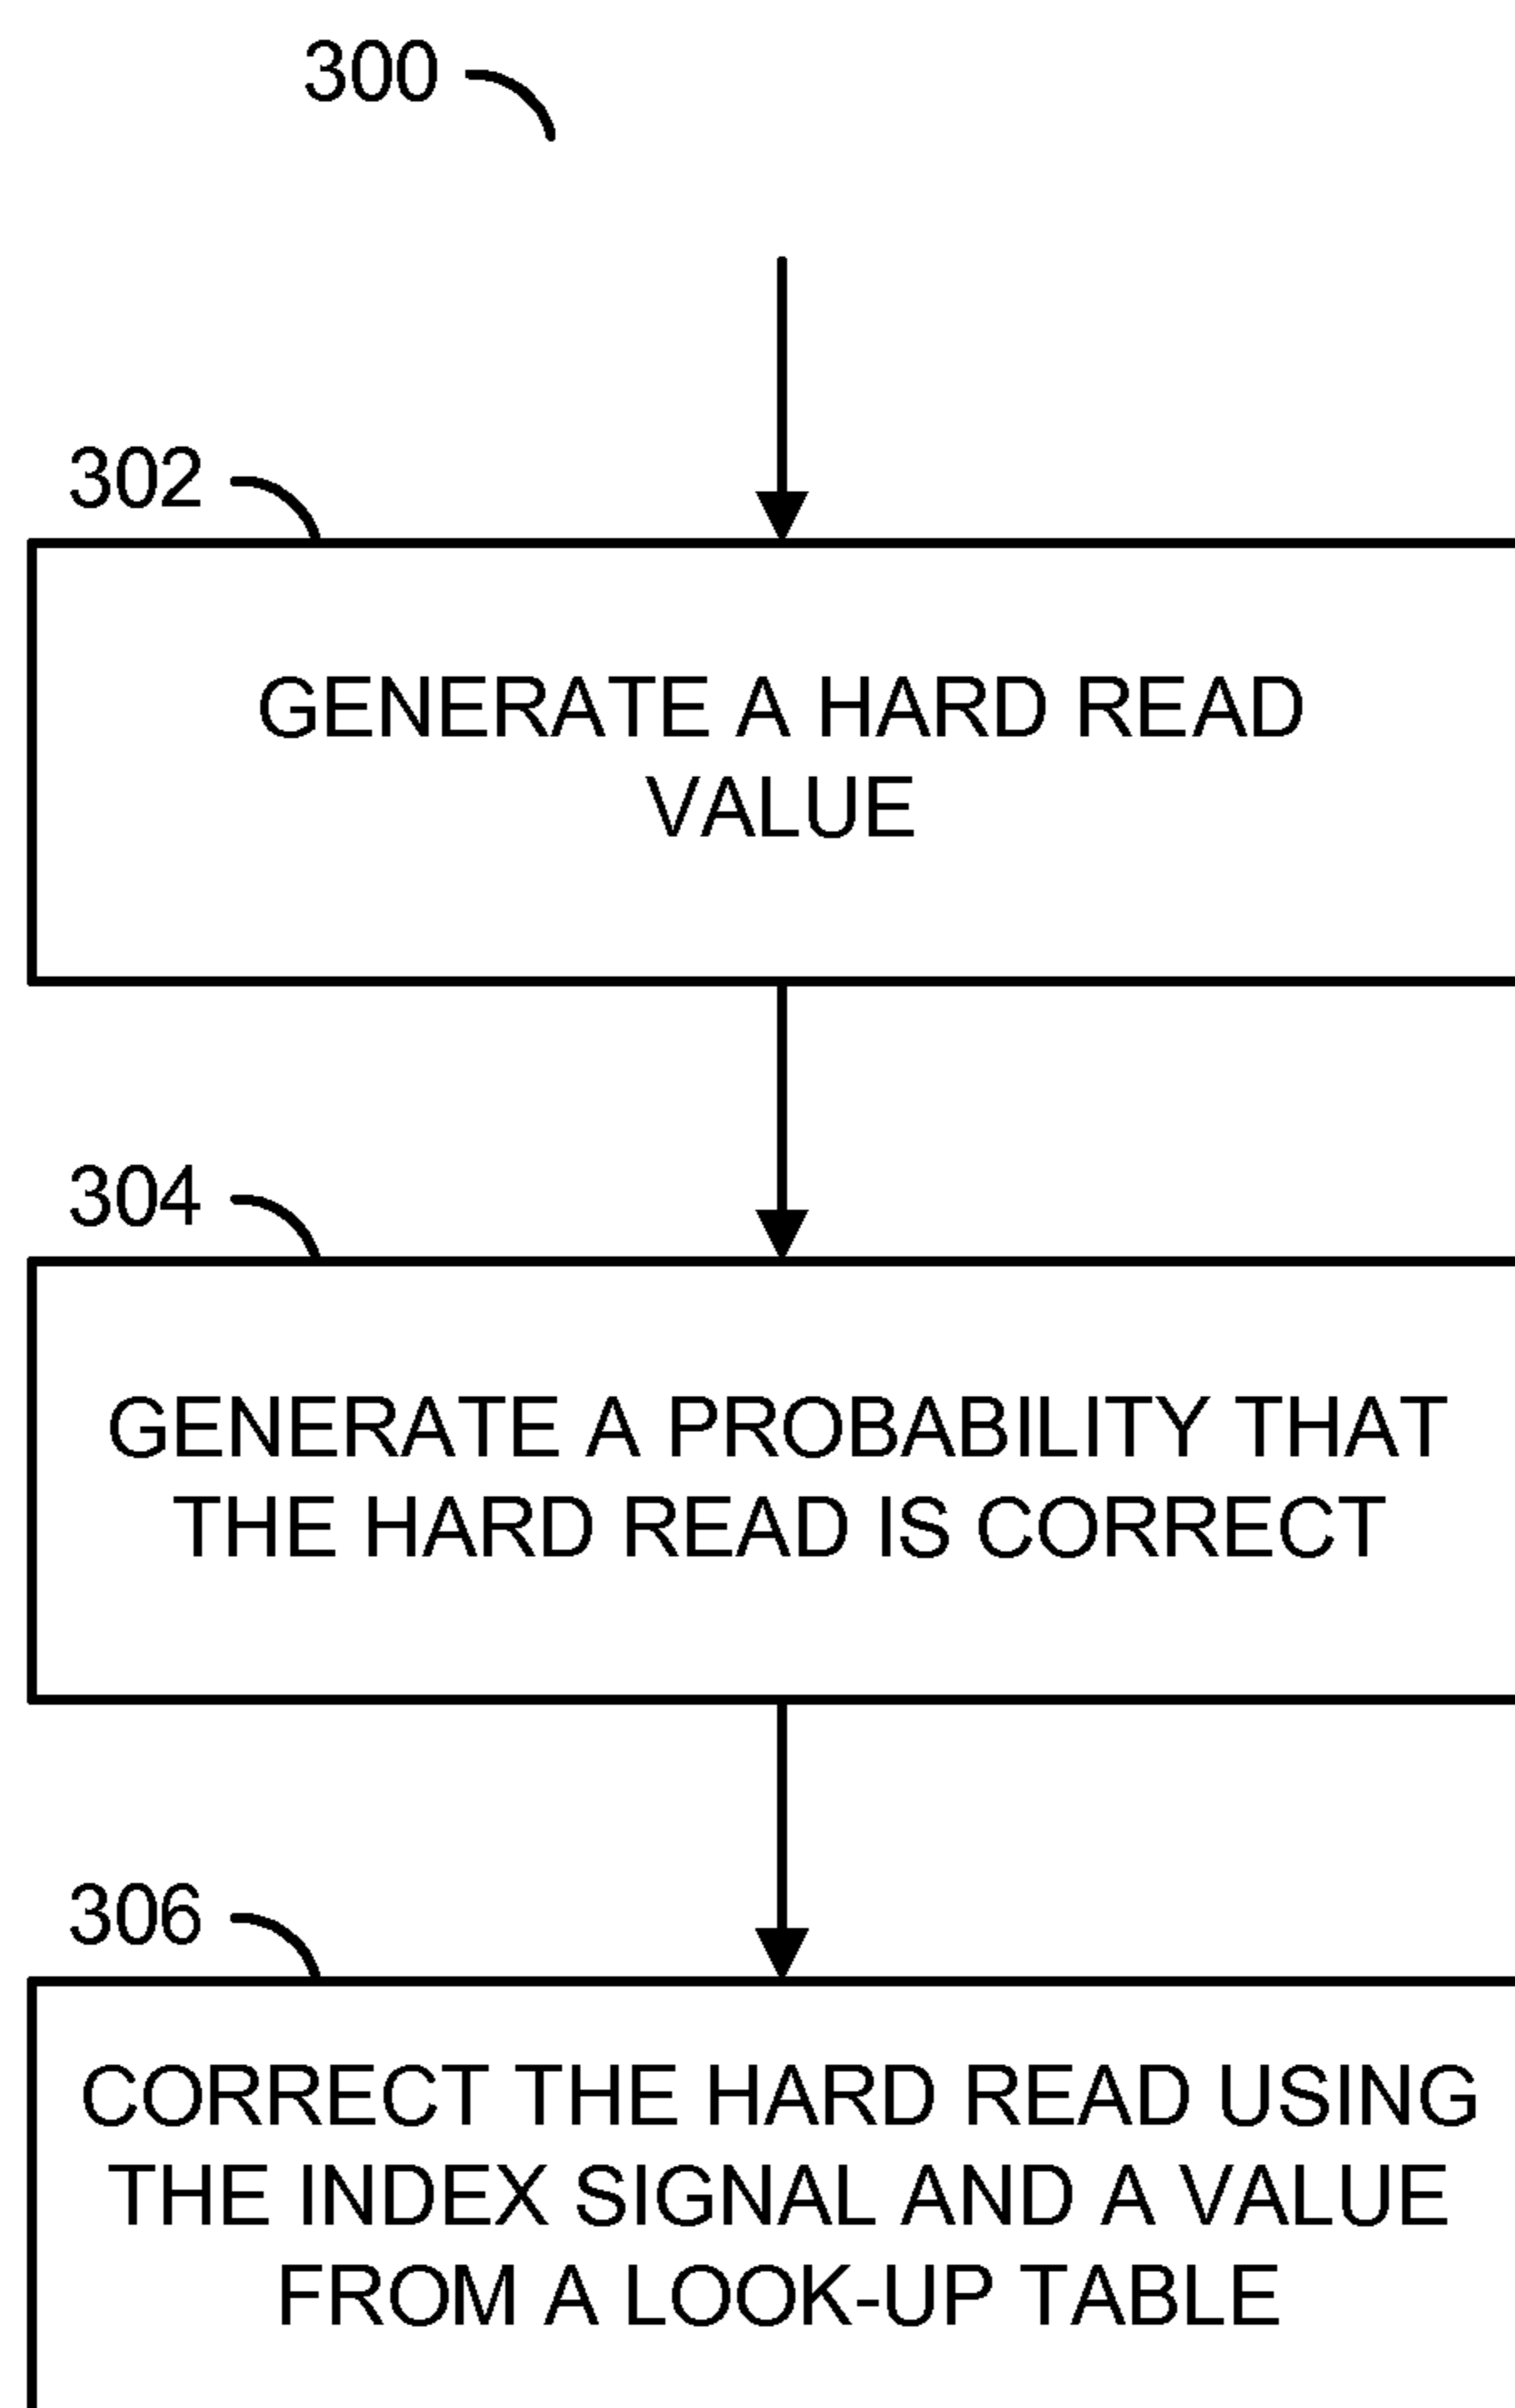 300
302
GENERATE A HARD READ
VALUE
304
GENERATE A PROBABILITY THAT
THE HARD READ IS CORRECT
306
CORRECT THE HARD READ USING
THE INDEX SIGNAL AND A VALUE
FROM A LOOK-UP TABLE